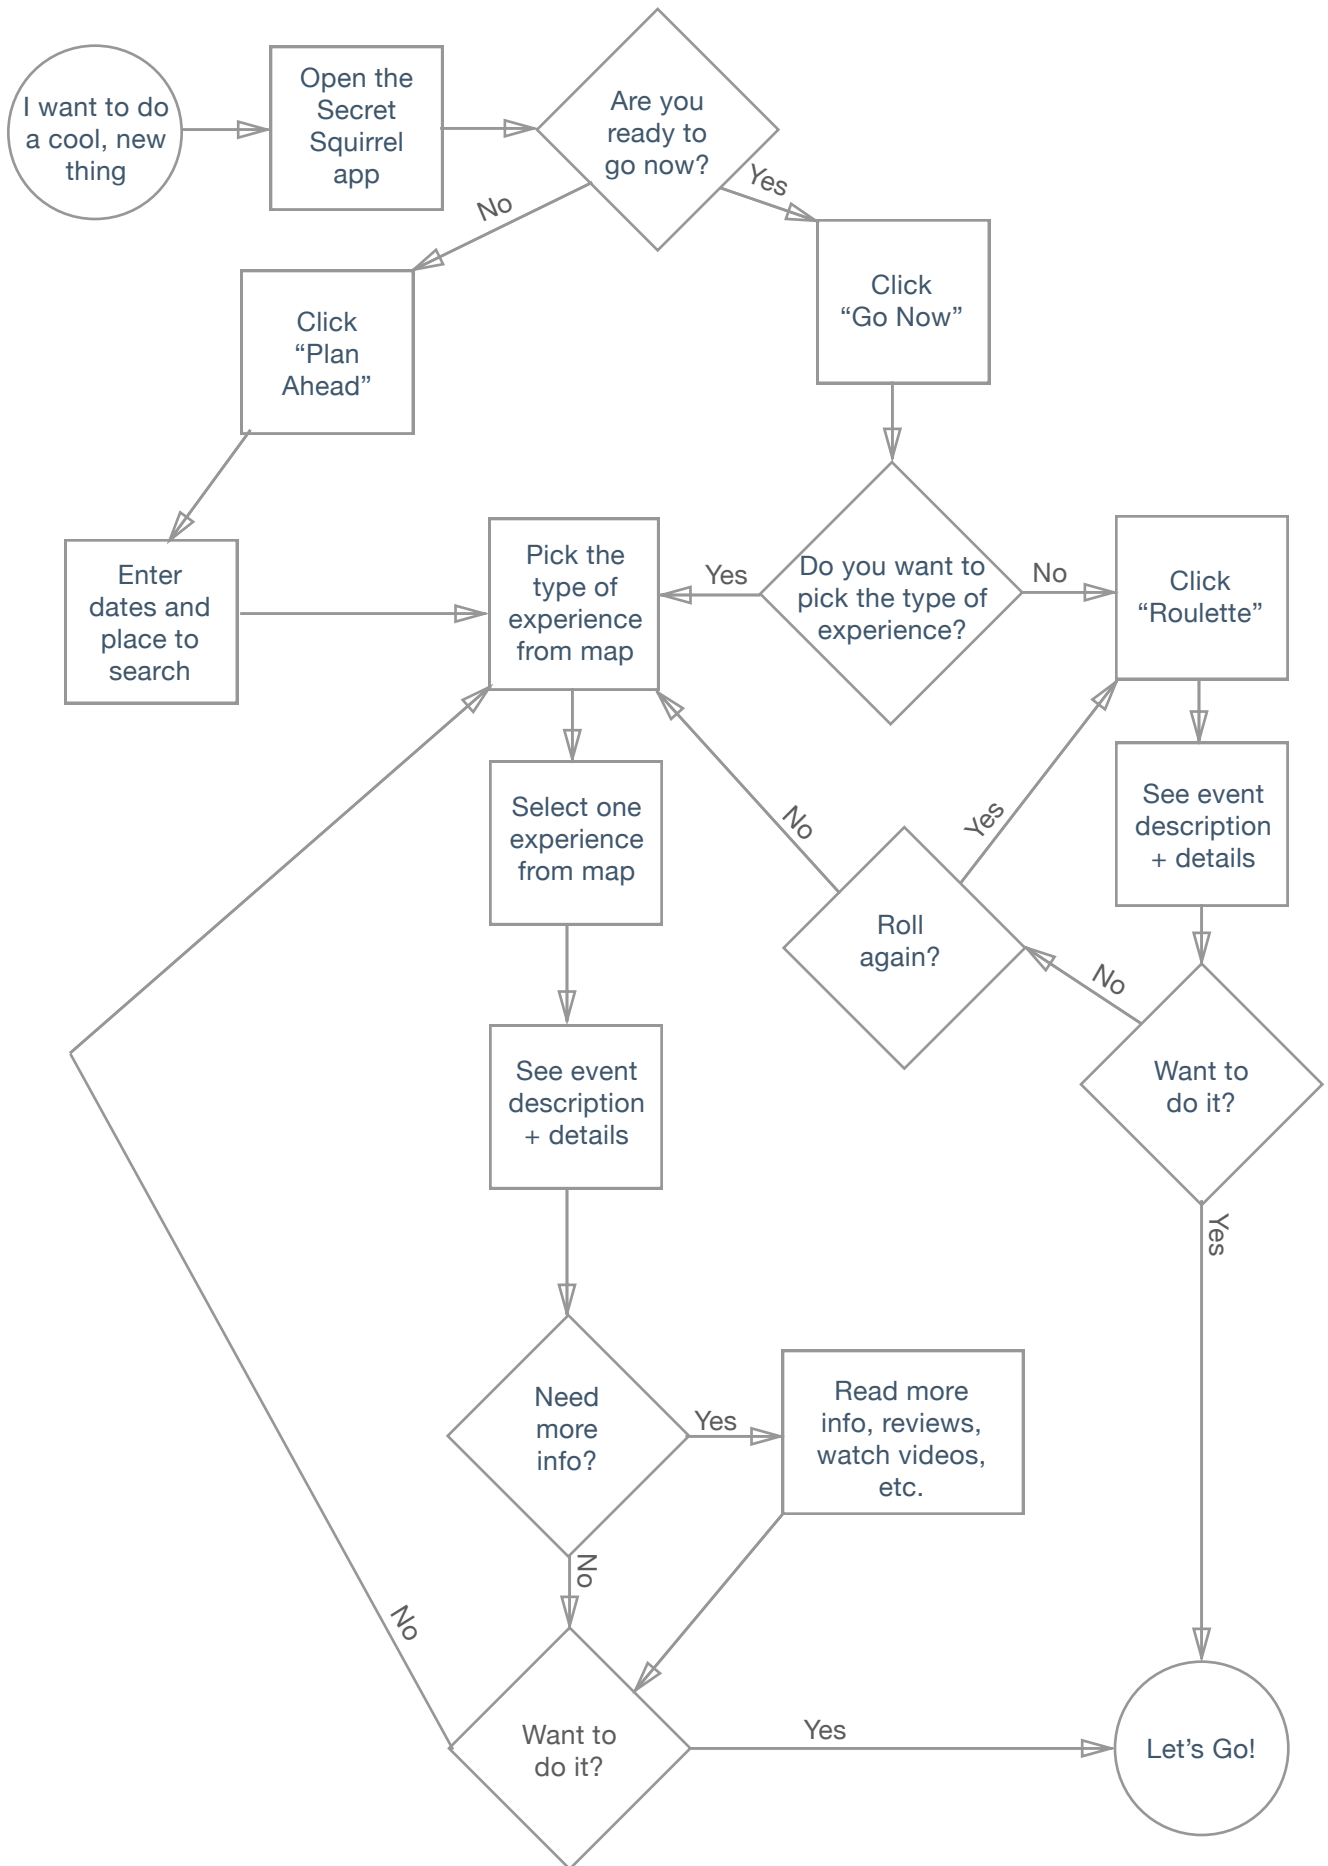 I want to do
a cool, new
thing
Open the
Secret
Squirrel
app
Are you
ready to
go now?
Yes
No
Click
“Plan
Ahead”
Click
“Go Now”
Enter
dates and
place to
search
Pick the
type of
experience
from map
Yes
Do you want to
pick the type of
experience?
No
Click
“Roulette”
Select one
experience
from map
No
Yes
See event
description
+ details
Roll
again?
No
See event
description
+ details
Want to
do it?
Yes
Need
more
info?
Yes
Read more
info, reviews,
watch videos,
etc.
No
No
Want to
do it?
Yes
Let’s Go!